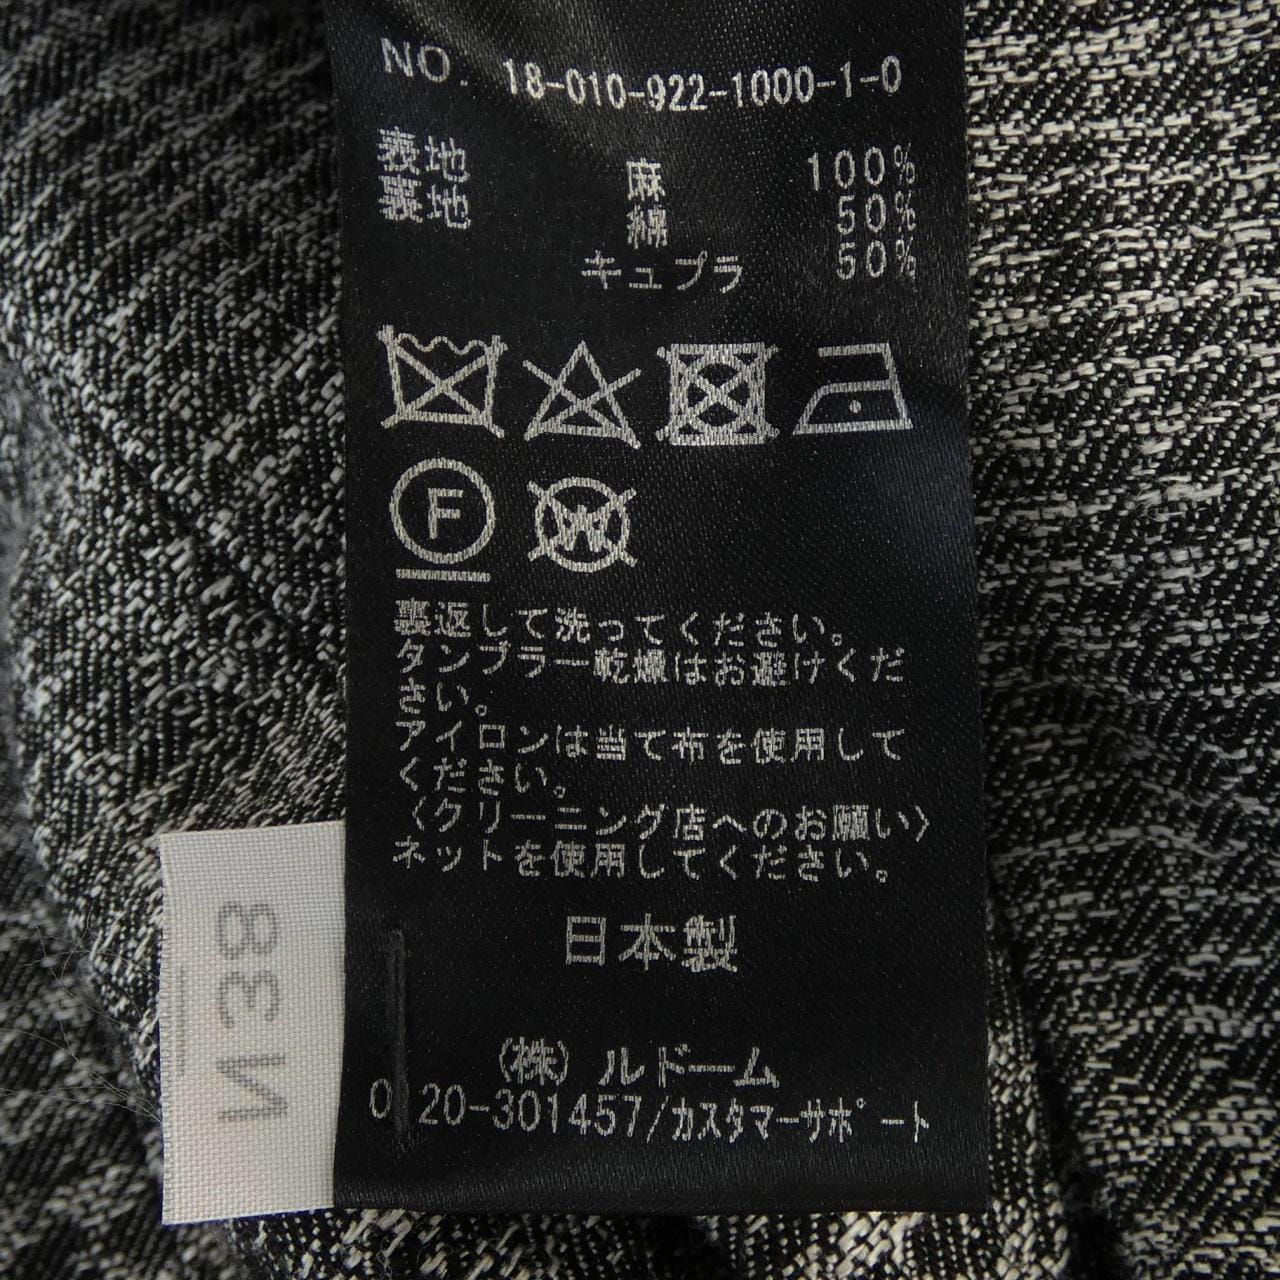 NO. 18-010-922-1000-1-0
表地 麻 100%
裏地 綿 50%
キュプラ 50%
F
W
裏返して洗ってください。
タンブラー乾燥はお避けくだ
さい。
アイロンは当て布を使用して
ください。
〈クリーニング店へのお願い〉
ネットを使用してください。
日本製
(株)ルドーム
0120-301457/カスタマーサポート
38